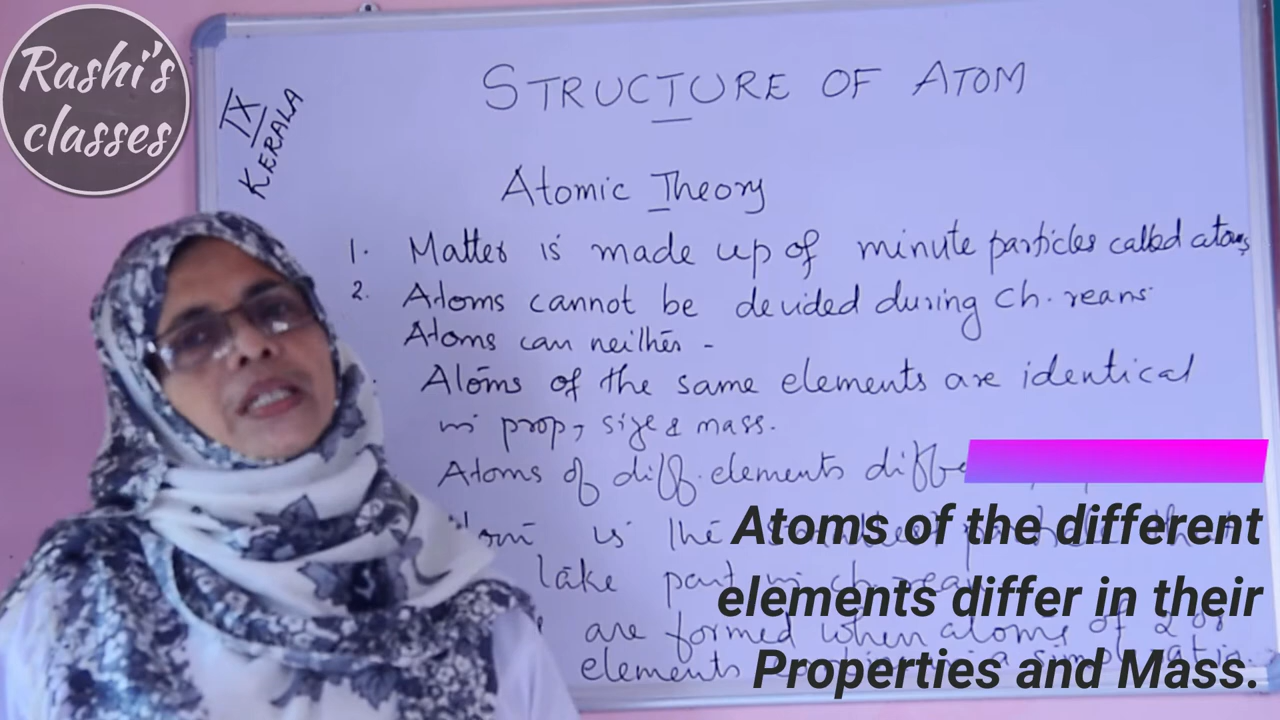 Rashi's
classes
IX
KERALA
STRUCTURE OF ATOM
Atomic Theory
1. Matter is made up of minute particles called atoms
2. Atoms cannot be devided during Ch. reans
Atoms can neither -
Atoms of the same elements are identical
in prop, size & mass.
Atoms of diff. elements
is the
take part in ch.
are formed when atoms of 2 or
elements
Atoms of the different
elements differ in their
Properties and Mass.